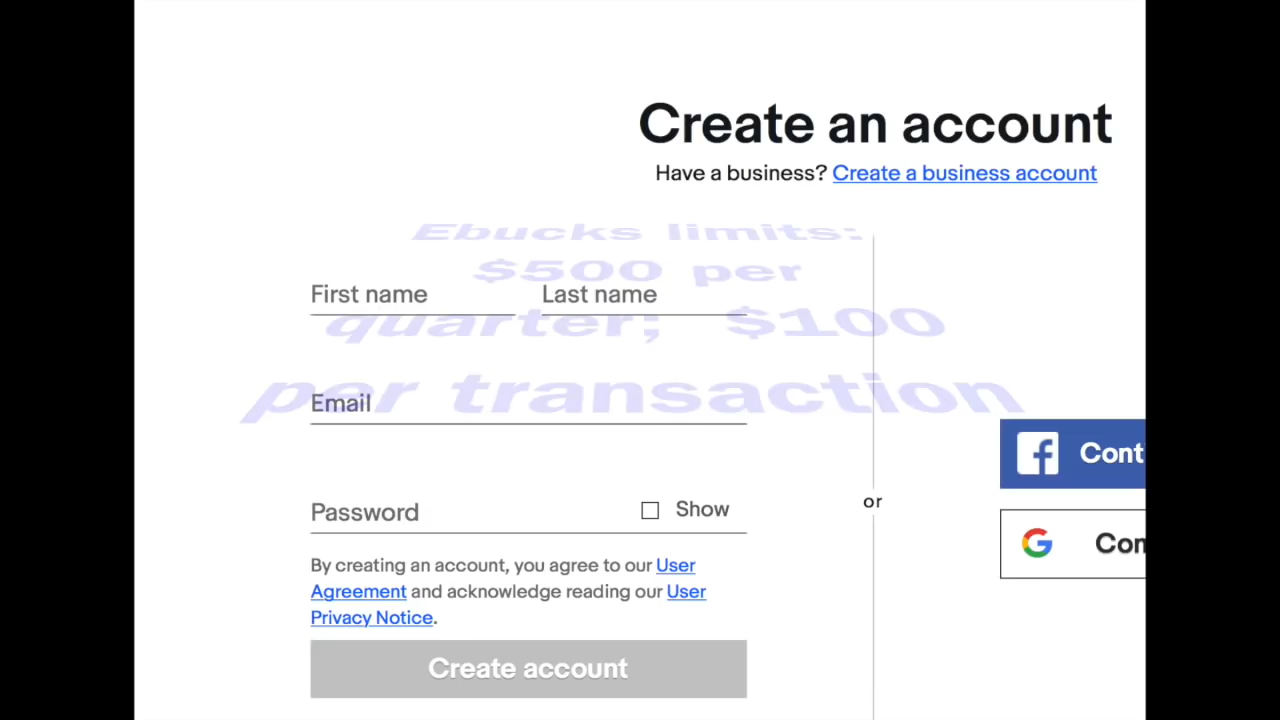 Create an account
Have a business? Create a business account
Ebucks limits:
$500 per
quarter; $100
per transaction
First name
Last name
Email
Password
Show
By creating an account, you agree to our User
Agreement and acknowledge reading our User
Privacy Notice.
Create account
or
Cont
Con